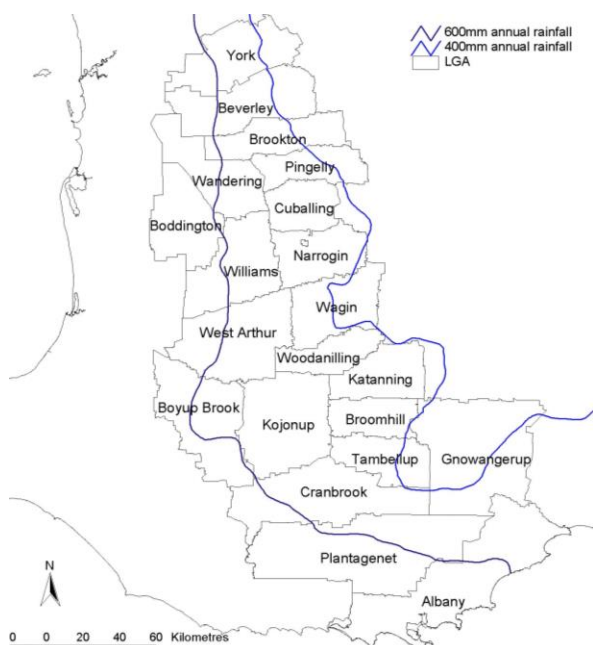 600mm annual rainfall
400mm annual rainfall
LGA
York
Beverley
Brookton
Pingelly
Wandering
Cuballing
Boddington
Narrogin
Williams
Wagin
West Arthur
Woodanilling
Katanning
Boyup Brook
Kojonup
Broomhill
Tambellup
Gnowangerup
Cranbrook
Plantagenet
Albany
N
0 20 40 60 Kilometres